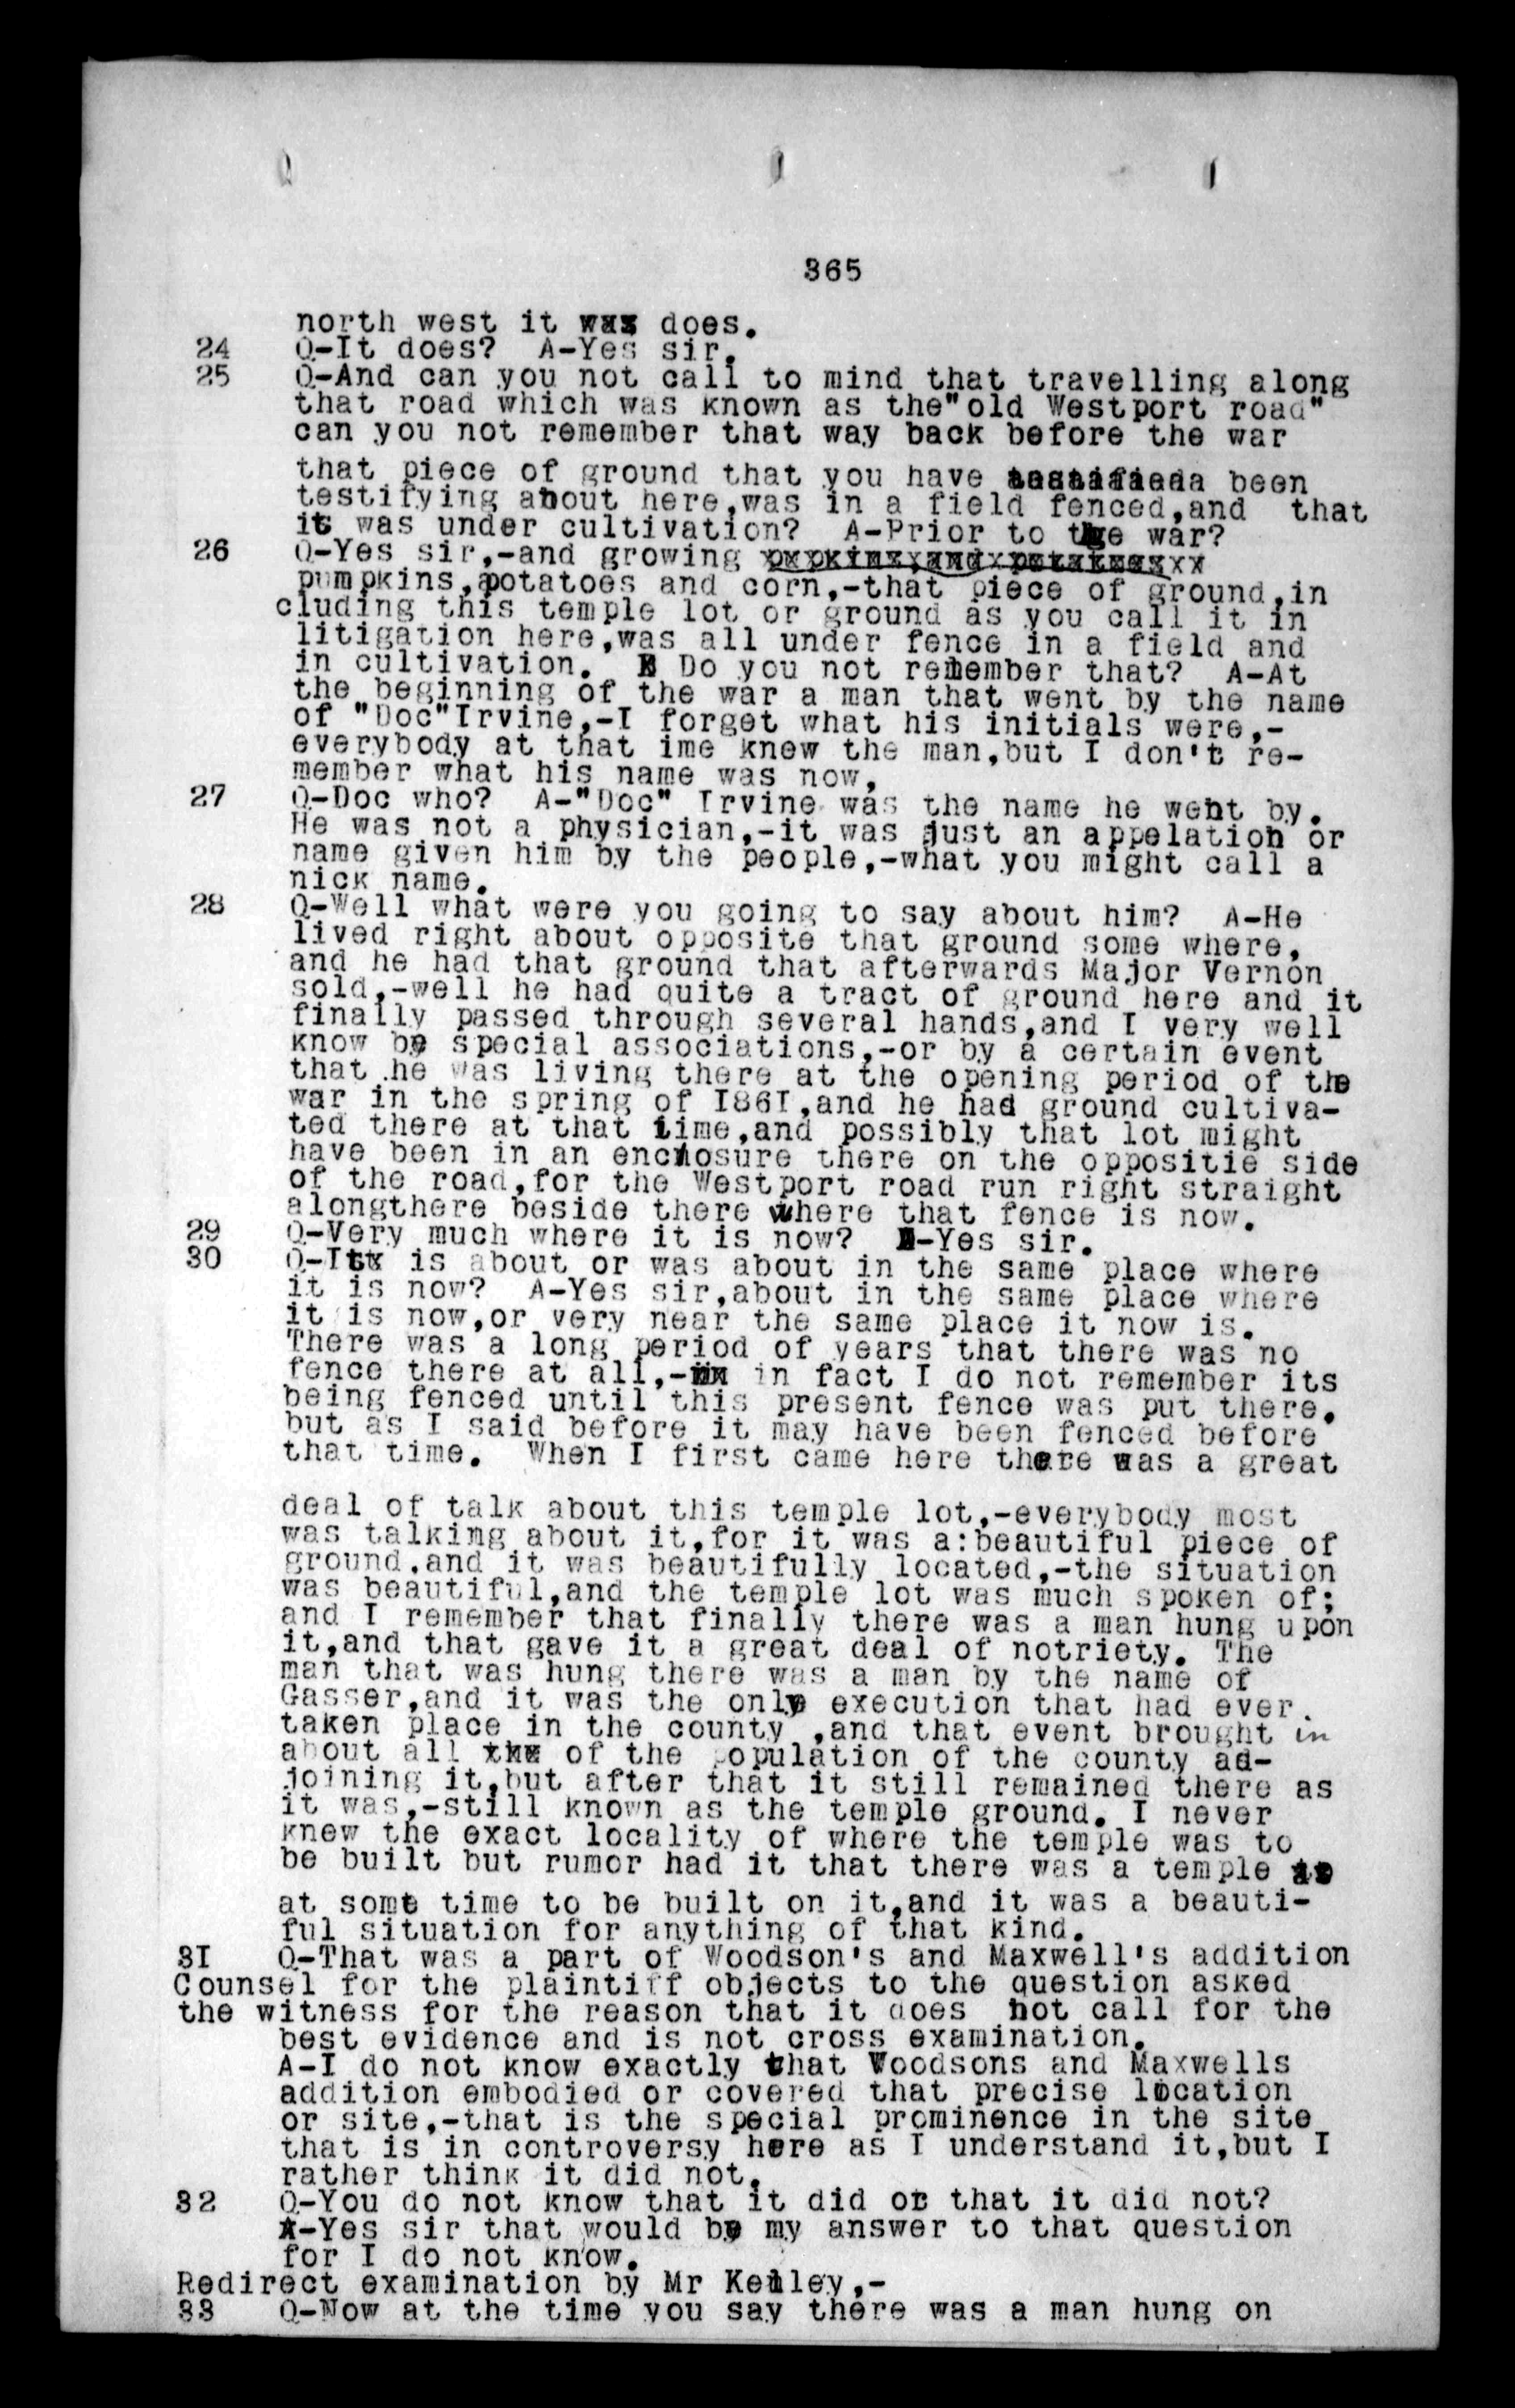 365
north west it does.
24 Q-It does? A-Yes sir.
25 Q-And can you not call to mind that travelling along
that road which was known as the"old Westport road"
can you not remember that way back before the war
that piece of ground that you have been
testifying about here,was in a field fenced,and that
it was under cultivation? A-Prior to the war?
26 Q-Yes sir,-and growing
pumpkins,potatoes and corn,-that piece of ground,in
cluding this temple lot or ground as you call it in
litigation here,was all under fence in a field and
in cultivation. Do you not remember that? A-At
the beginning of the war a man that went by the name
of "Doc"Irvine,-I forget what his initials were,-
everybody at that ime knew the man,but I don't re-
member what his name was now,
27 Q-Doc who? A-"Doc" Irvine was the name he went by.
He was not a physician,-it was just an appelation or
name given him by the people,-what you might call a
nick name.
28 Q-Well what were you going to say about him? A-He
lived right about opposite that ground some where,
and he had that ground that afterwards Major Vernon
sold,-well he had quite a tract of ground here and it
finally passed through several hands,and I very well
know by special associations,-or by a certain event
that he was living there at the opening period of the
war in the spring of I86I,and he had ground cultiva-
ted there at that time,and possibly that lot might
have been in an enclosure there on the oppositie side
of the road,for the Westport road run right straight
alongthere beside there where that fence is now.
29 Q-Very much where it is now? A-Yes sir.
30 Q-It is about or was about in the same place where
it is now? A-Yes sir,about in the same place where
it is now,or very near the same place it now is.
There was a long period of years that there was no
fence there at all,- in fact I do not remember its
being fenced until this present fence was put there.
but as I said before it may have been fenced before
that time. When I first came here there was a great
deal of talk about this temple lot,-everybody most
was talking about it,for it was a:beautiful piece of
ground.and it was beautifully located,-the situation
was beautiful,and the temple lot was much spoken of;
and I remember that finally there was a man hung upon
it,and that gave it a great deal of notriety. The
man that was hung there was a man by the name of
Gasser,and it was the only execution that had ever.
taken place in the county ,and that event brought in
about all of the population of the county ad-
joining it,but after that it still remained there as
it was,-still known as the temple ground. I never
knew the exact locality of where the temple was to
be built but rumor had it that there was a temple
at some time to be built on it,and it was a beauti-
ful situation for anything of that kind.
3I Q-That was a part of Woodson's and Maxwell's addition
Counsel for the plaintiff objects to the question asked
the witness for the reason that it does not call for the
best evidence and is not cross examination.
A-I do not know exactly that Woodsons and Maxwells
addition embodied or covered that precise location
or site,-that is the special prominence in the site
that is in controversy here as I understand it,but I
rather think it did not.
32 Q-You do not know that it did or that it did not?
A-Yes sir that would be my answer to that question
for I do not know.
Redirect examination by Mr Kelley,-
33 Q-Now at the time you say there was a man hung on